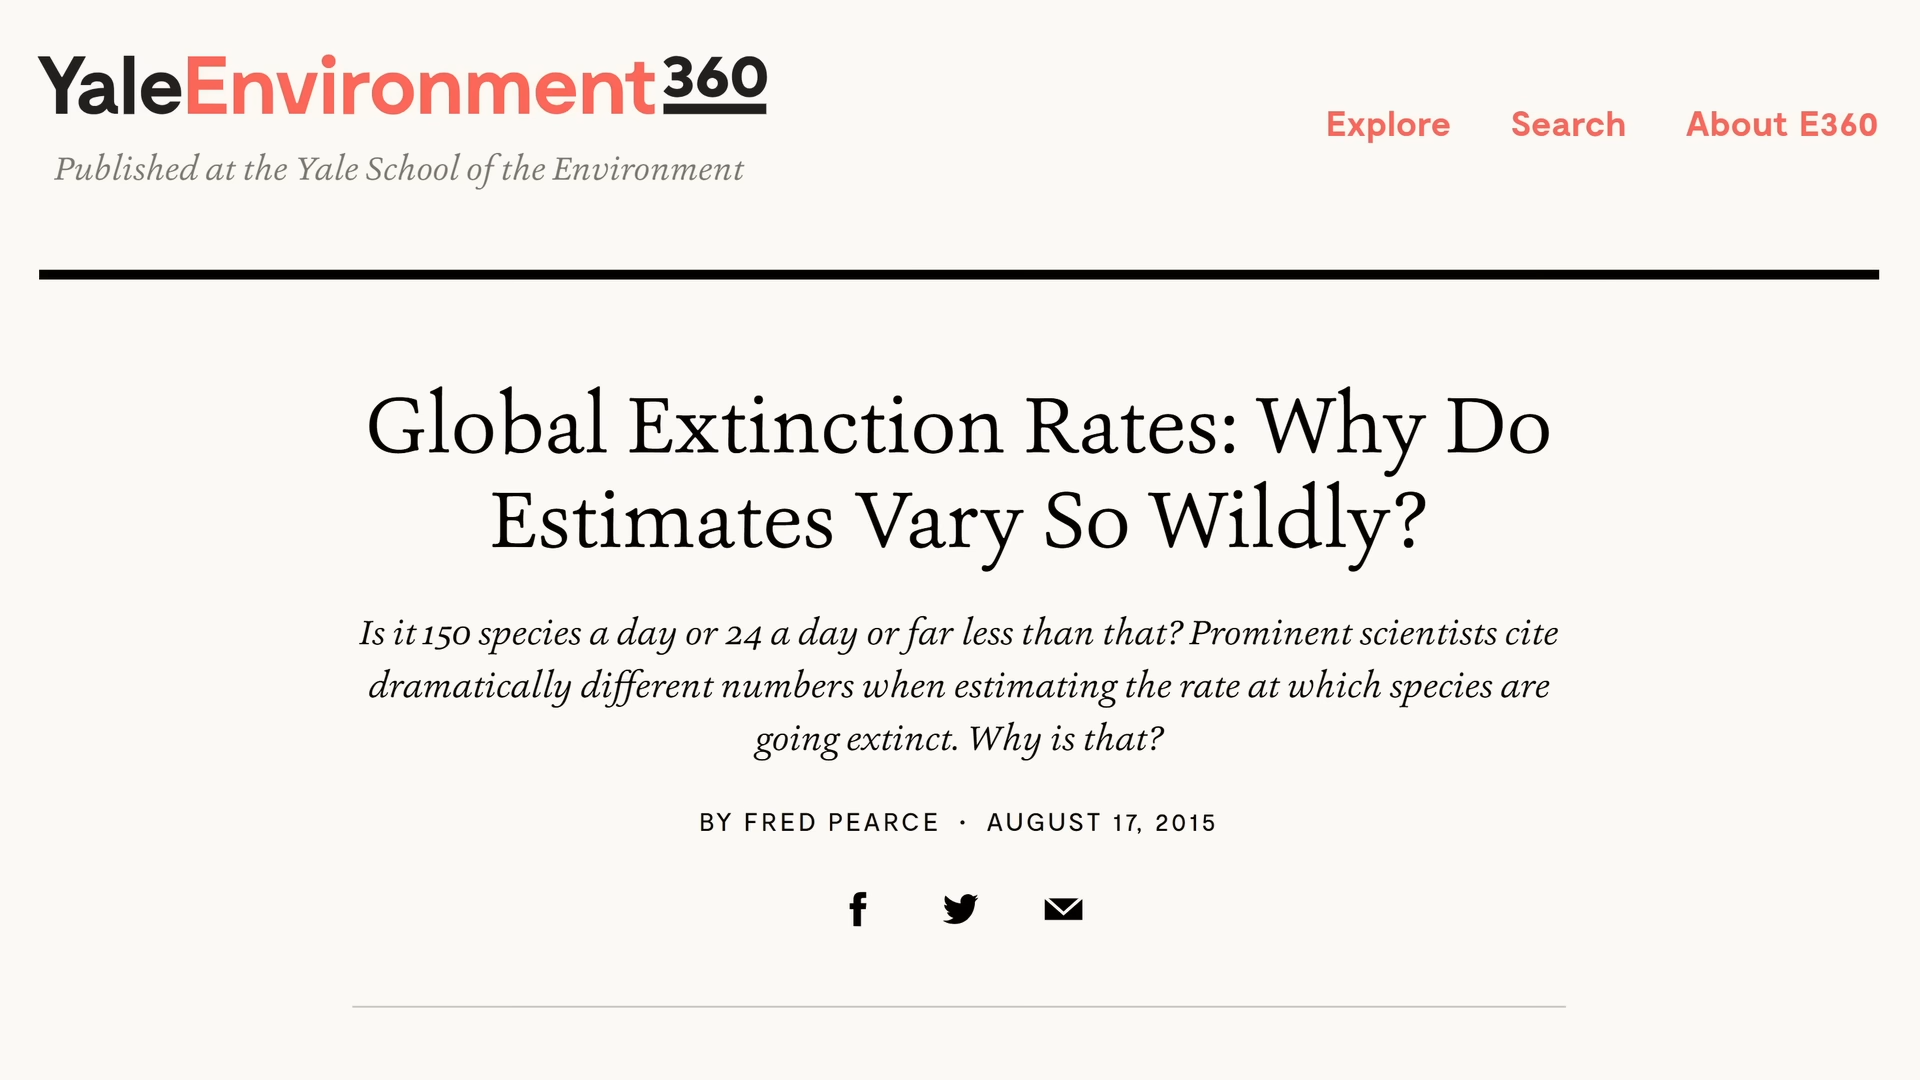 YaleEnvironment360
Published at the Yale School of the Environment
Explore Search About E360
Global Extinction Rates: Why Do
Estimates Vary So Wildly?
Is it 150 species a day or 24 a day or far less than that? Prominent scientists cite
dramatically different numbers when estimating the rate at which species are
going extinct. Why is that?
BY FRED PEARCE · AUGUST 17, 2015